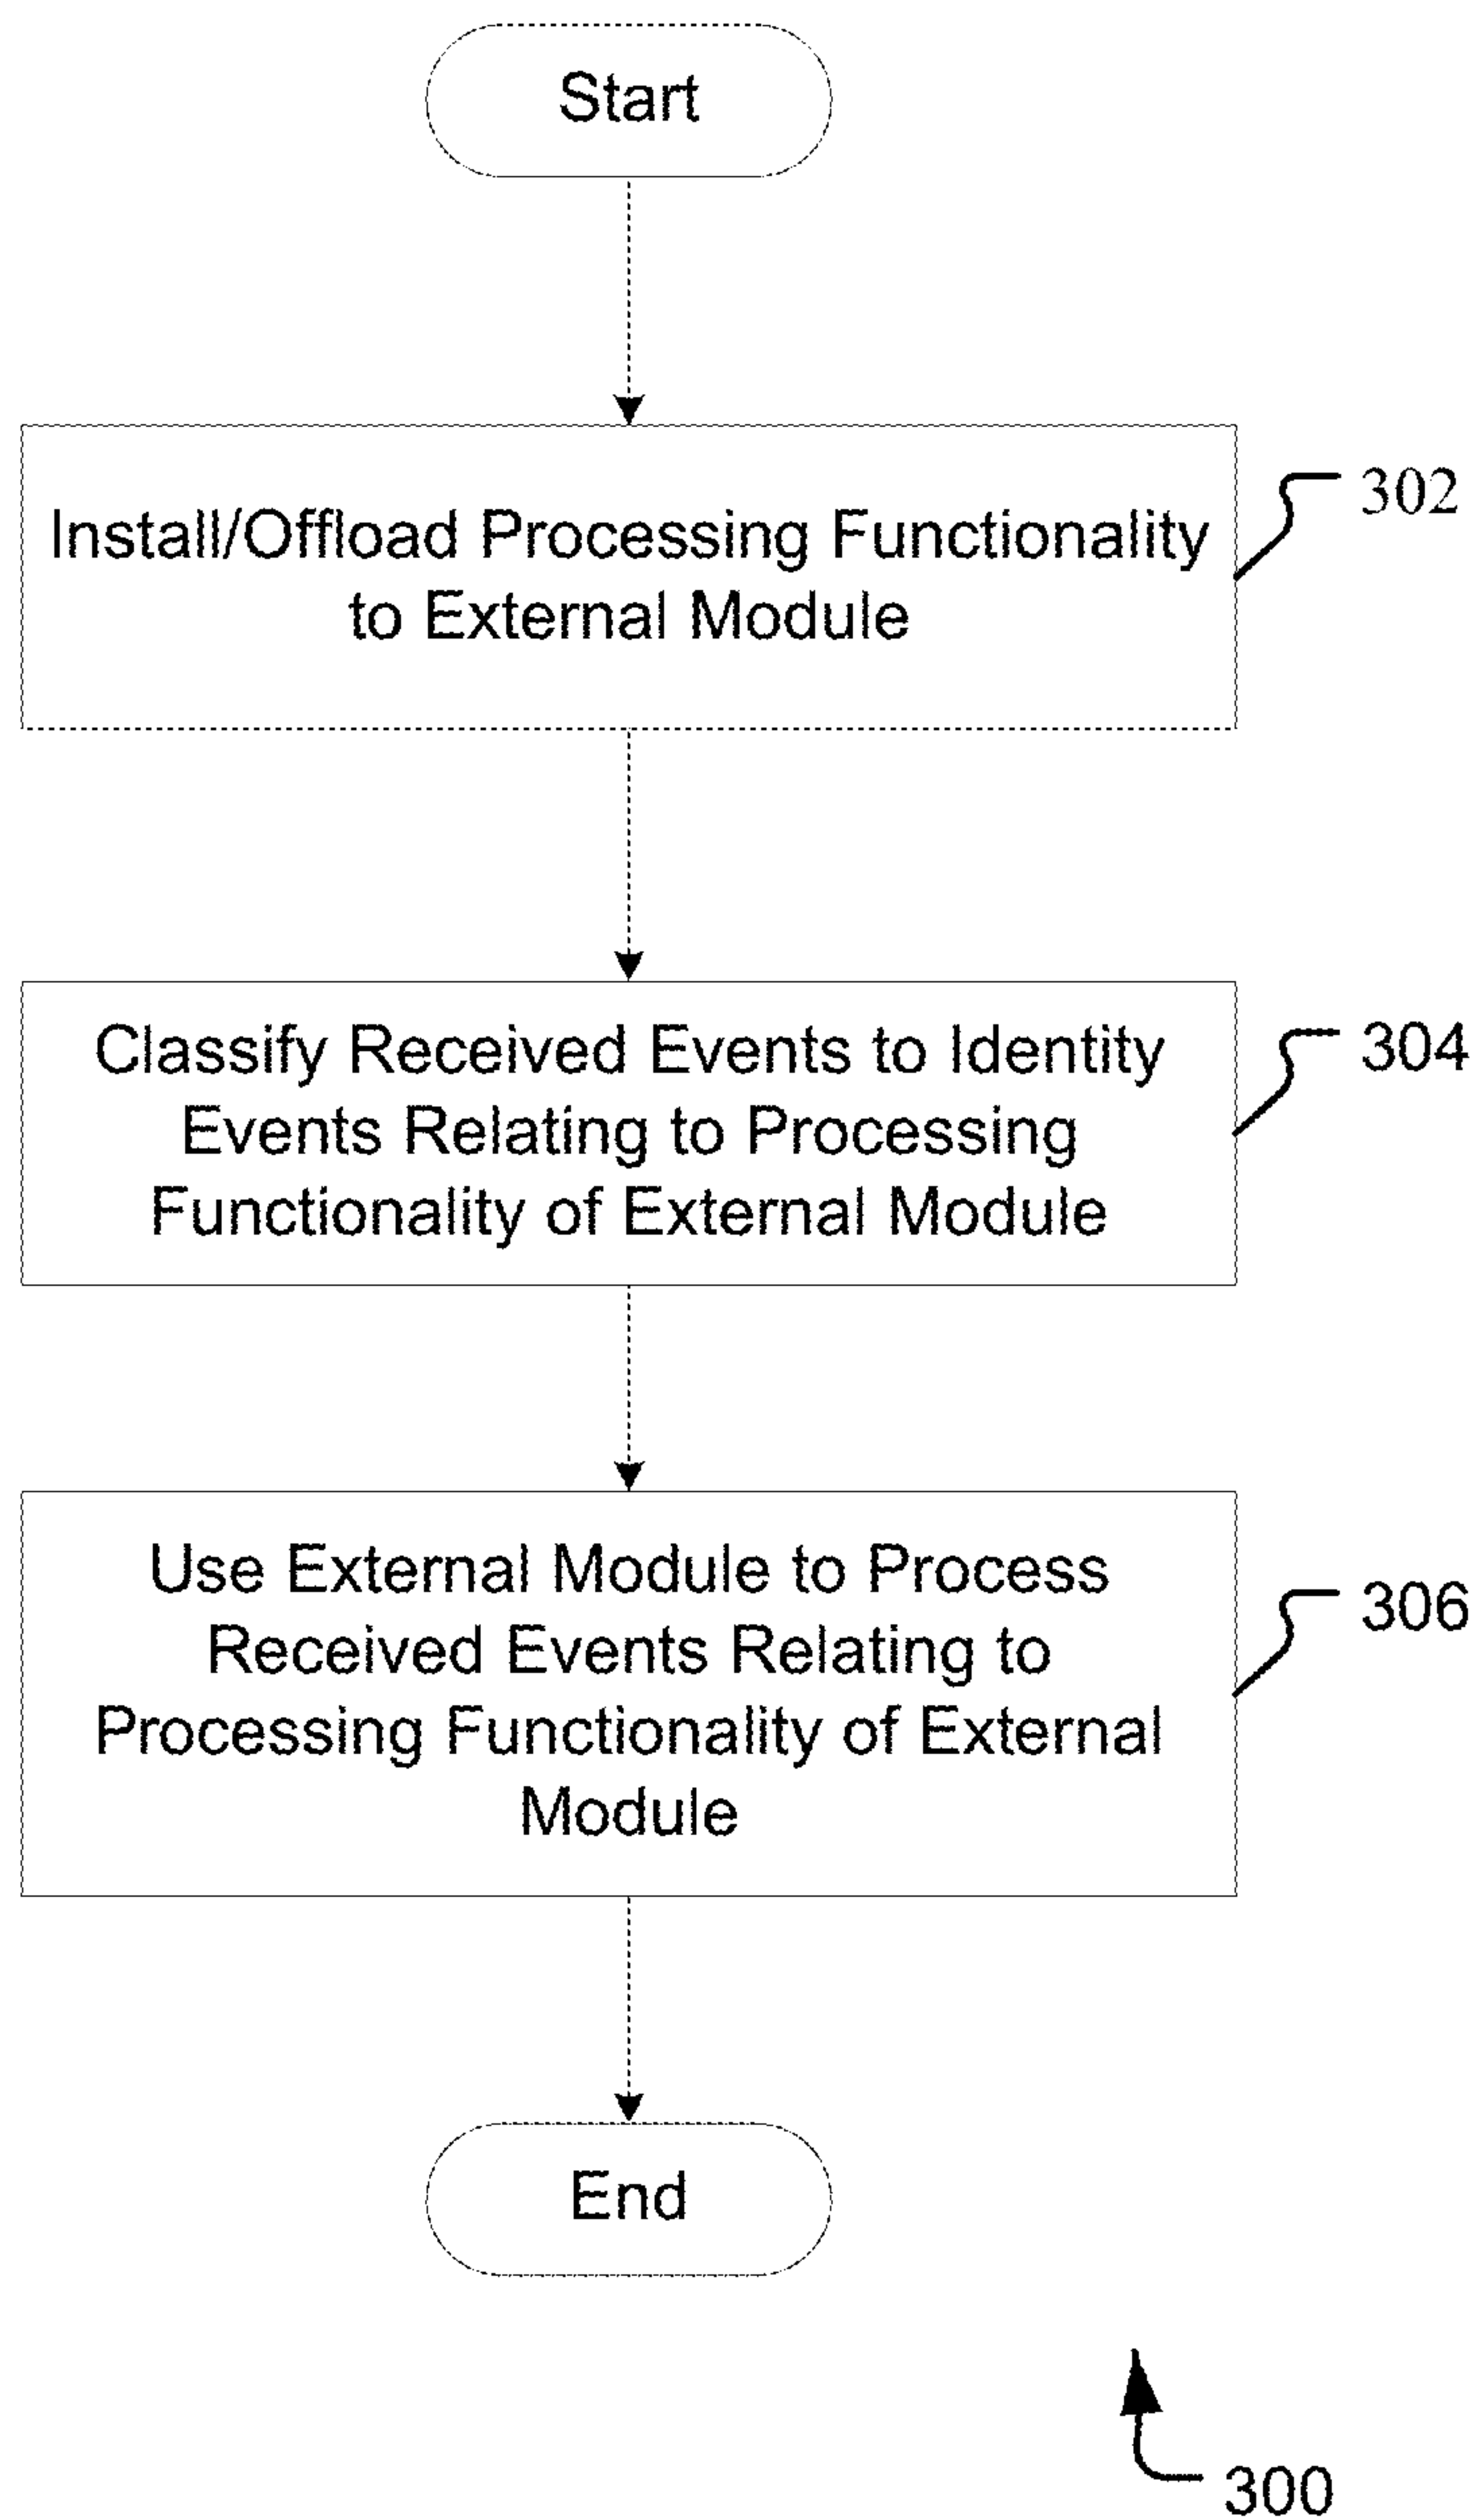 Start
Install/Offload Processing Functionality
to External Module
302
Classify Received Events to Identity
Events Relating to Processing
Functionality of External Module
304
Use External Module to Process
Received Events Relating to
Processing Functionality of External
Module
306
End
300